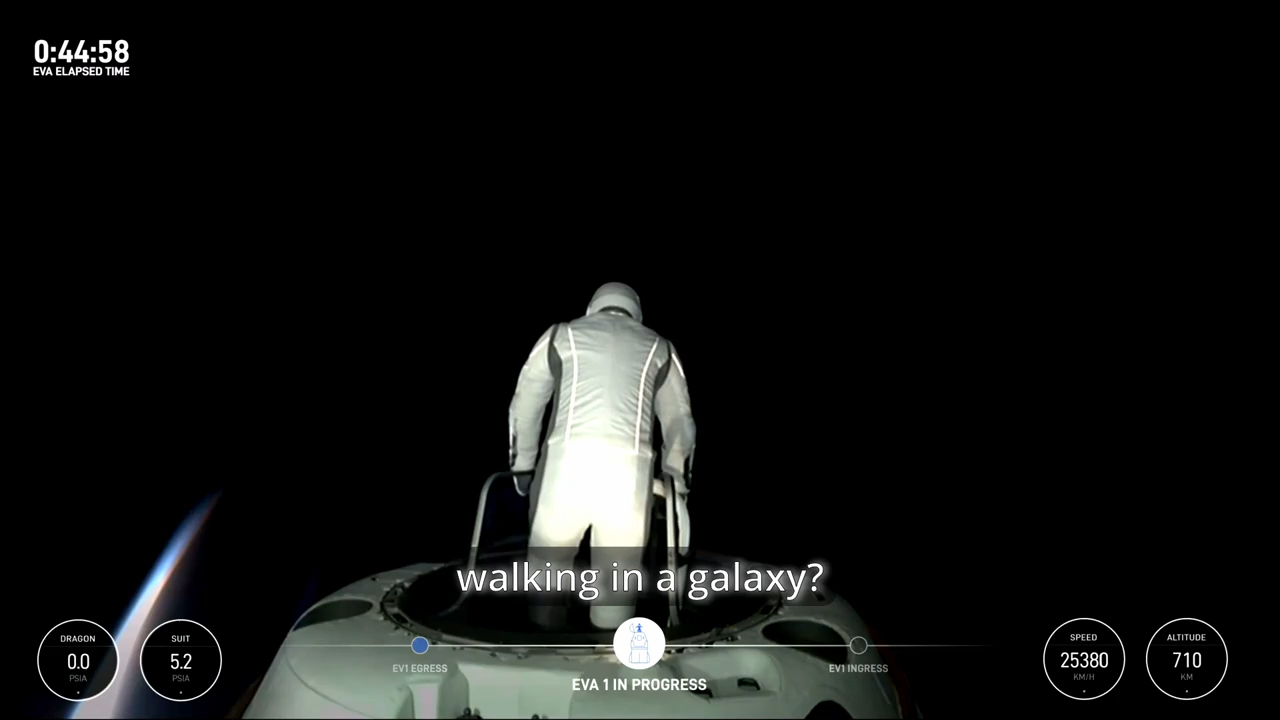 0:44:58
EVA ELAPSED TIME
walking in a galaxy?
DRAGON
0.0
PSIA
SUIT
5.2
PSIA
EV1 EGRESS
EVA 1 IN PROGRESS
EV1 INGRESS
SPEED
25380
KM/H
ALTITUDE
710
KM